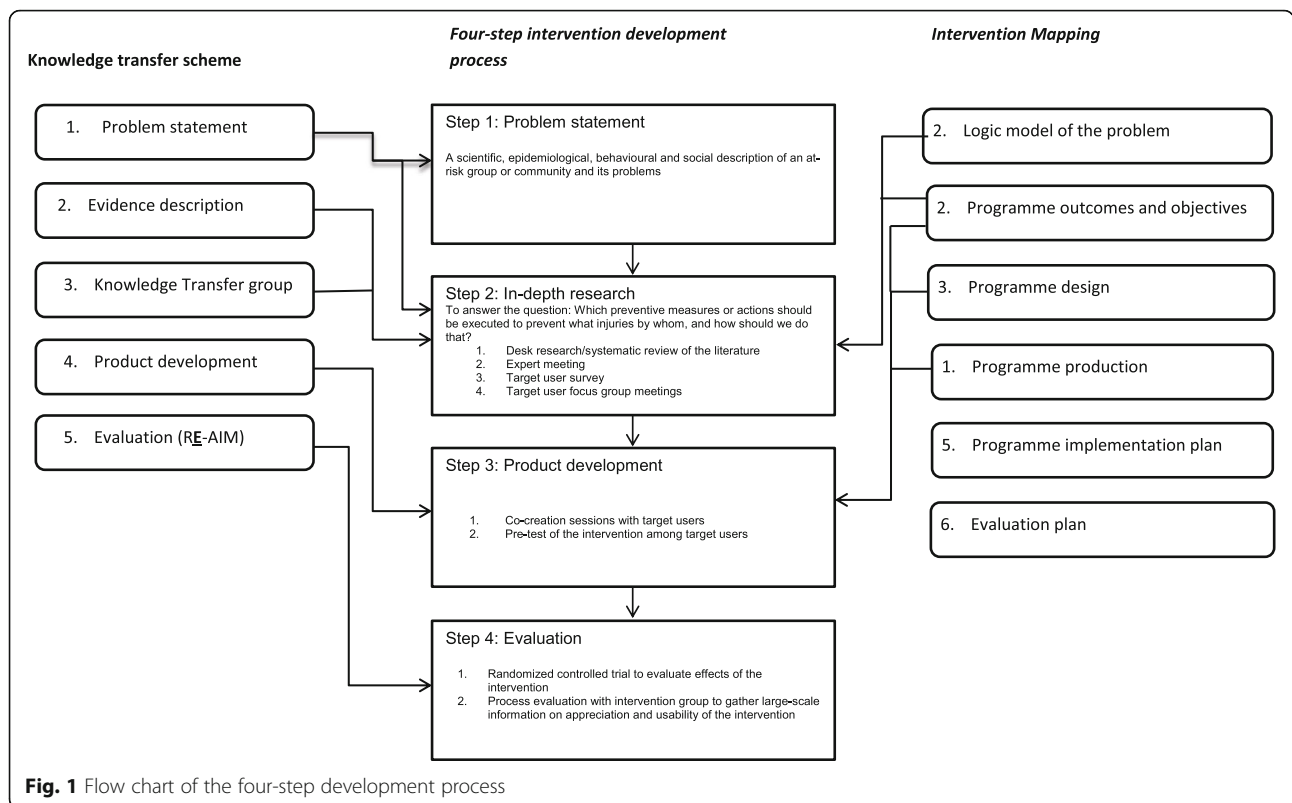 Knowledge transfer scheme
1. Problem statement
2. Evidence description
3. Knowledge Transfer group
4. Product development
5. Evaluation (RE-AIM)
Four-step intervention development
process
Step 1: Problem statement
A scientific, epidemiological, behavioural and social description of an at-
risk group or community and its problems
Step 2: In-depth research
To answer the question: Which preventive measures or actions should
be executed to prevent what injuries by whom, and how should we do
that?
1. Desk research/systematic review of the literature
2. Expert meeting
3. Target user survey
4. Target user focus group meetings
Step 3: Product development
1. Co-creation sessions with target users
2. Pre-test of the intervention among target users
Step 4: Evaluation
1. Randomized controlled trial to evaluate effects of the
intervention
2. Process evaluation with intervention group to gather large-scale
information on appreciation and usability of the intervention
Intervention Mapping
2. Logic model of the problem
2. Programme outcomes and objectives
3. Programme design
1. Programme production
5. Programme implementation plan
6. Evaluation plan
Fig. 1 Flow chart of the four-step development process